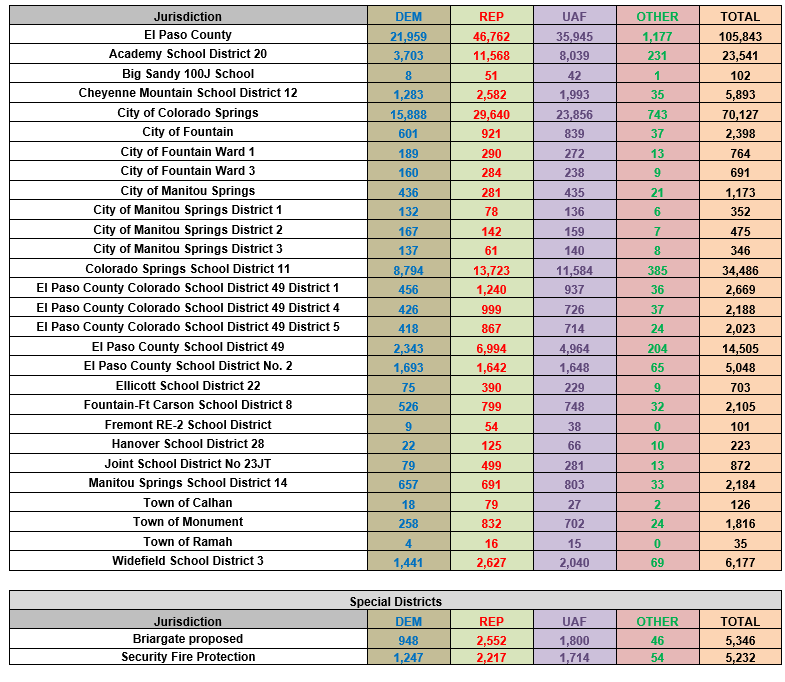 Jurisdiction DEM REP UAF OTHER TOTAL
El Paso County 21,959 46,762 35,945 1,177 105,843
Academy School District 20 3,703 11,568 8,039 231 23,541
Big Sandy 100J School 8 51 42 1 102
Cheyenne Mountain School District 12 1,283 2,582 1,993 35 5,893
City of Colorado Springs 15,888 29,640 23,856 743 70,127
City of Fountain 601 921 839 37 2,398
City of Fountain Ward 1 189 290 272 13 764
City of Fountain Ward 3 160 284 238 9 691
City of Manitou Springs 436 281 435 21 1,173
City of Manitou Springs District 1 132 78 136 6 352
City of Manitou Springs District 2 167 142 159 7 475
City of Manitou Springs District 3 137 61 140 8 346
Colorado Springs School District 11 8,794 13,723 11,584 385 34,486
El Paso County Colorado School District 49 District 1 456 1,240 937 36 2,669
El Paso County Colorado School District 49 District 4 426 999 726 37 2,188
El Paso County Colorado School District 49 District 5 418 867 714 24 2,023
El Paso County School District 49 2,343 6,994 4,964 204 14,505
El Paso County School District No. 2 1,693 1,642 1,648 65 5,048
Ellicott School District 22 75 390 229 9 703
Fountain-Ft Carson School District 8 526 799 748 32 2,105
Fremont RE-2 School District 9 54 38 0 101
Hanover School District 28 22 125 66 10 223
Joint School District No 23JT 79 499 281 13 872
Manitou Springs School District 14 657 691 803 33 2,184
Town of Calhan 18 79 27 2 126
Town of Monument 258 832 702 24 1,816
Town of Ramah 4 16 15 0 35
Widefield School District 3 1,441 2,627 2,040 69 6,177
Special Districts
Jurisdiction DEM REP UAF OTHER TOTAL
Briargate proposed 948 2,552 1,800 46 5,346
Security Fire Protection 1,247 2,217 1,714 54 5,232